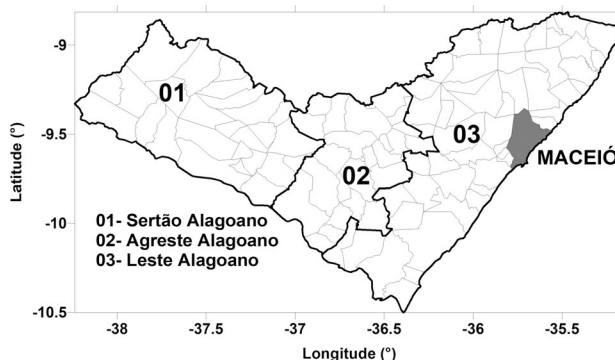 -9
01
-9.5
03
MACEIÓ
02
Latitude (°)
-10
01- Sertão Alagoano
02- Agreste Alagoano
03- Leste Alagoano
-10.5
-38 -37.5 -37 -36.5 -36 -35.5
Longitude (°)